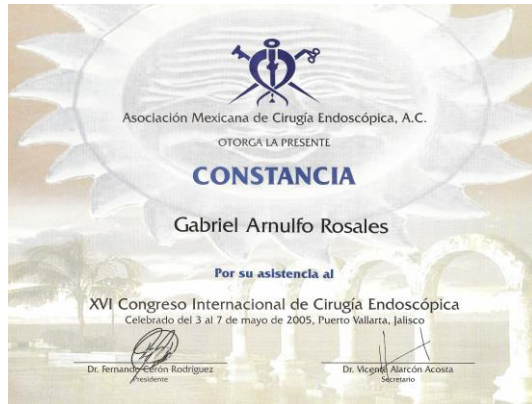 Asociación Mexicana de Cirugía Endoscópica, A.C.
OTORGA LA PRESENTE
CONSTANCIA
Gabriel Arnulfo Rosales
Por su asistencia al
XVI Congreso Internacional de Cirugía Endoscópica
Celebrado del 3 al 7 de mayo de 2005, Puerto Vallarta, Jalisco
Dr. Fernando Cerón Rodríguez
Presidente
Dr. Vicente Alarcón Acosta
Secretario